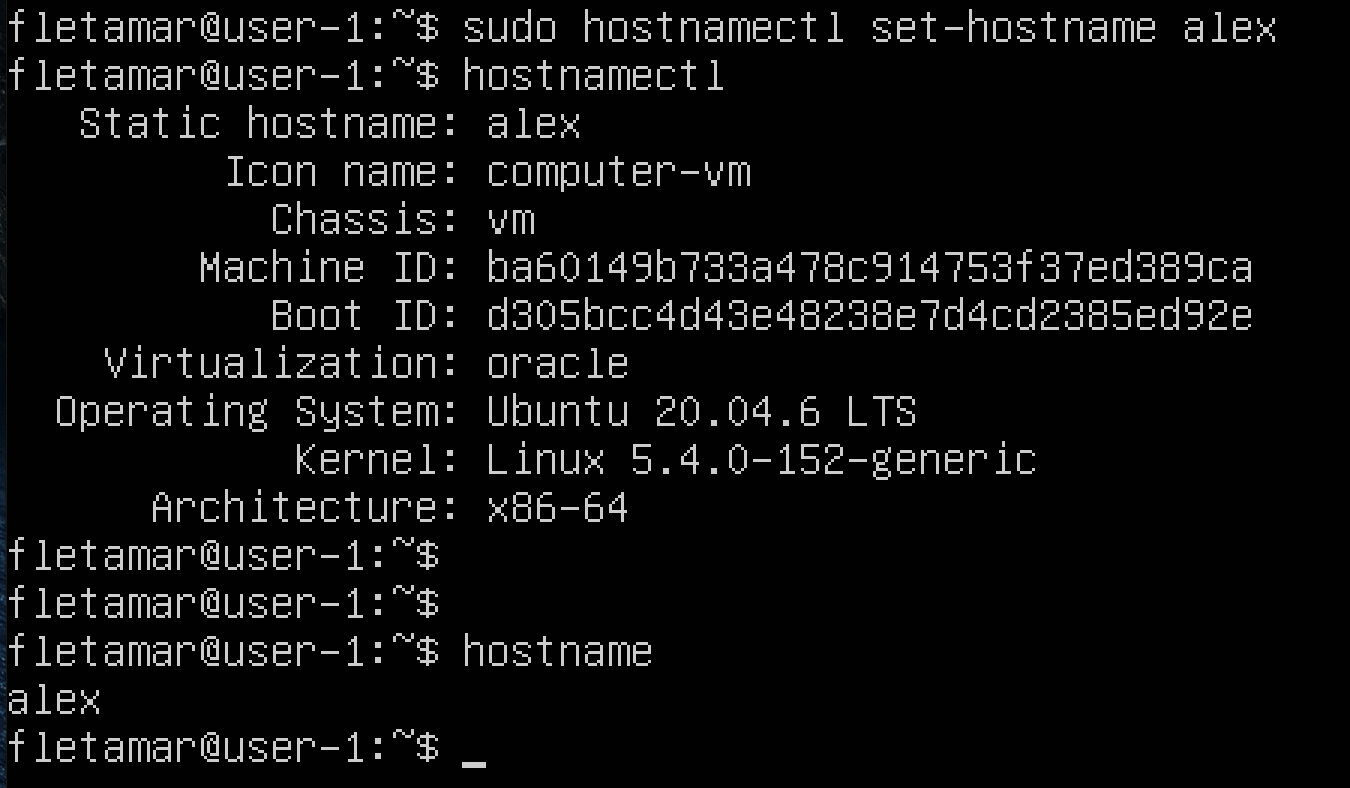 fletamar@user-1:~$ sudo hostnamectl set-hostname alex
fletamar@user-1:~$ hostnamectl
   Static hostname: alex
         Icon name: computer-vm
           Chassis: vm
        Machine ID: ba60149b733a478c914753f37ed389ca
           Boot ID: d305bcc4d43e48238e7d4cd2385ed92e
    Virtualization: oracle
  Operating System: Ubuntu 20.04.6 LTS
            Kernel: Linux 5.4.0-152-generic
      Architecture: x86-64
fletamar@user-1:~$
fletamar@user-1:~$
fletamar@user-1:~$ hostname
alex
fletamar@user-1:~$ _